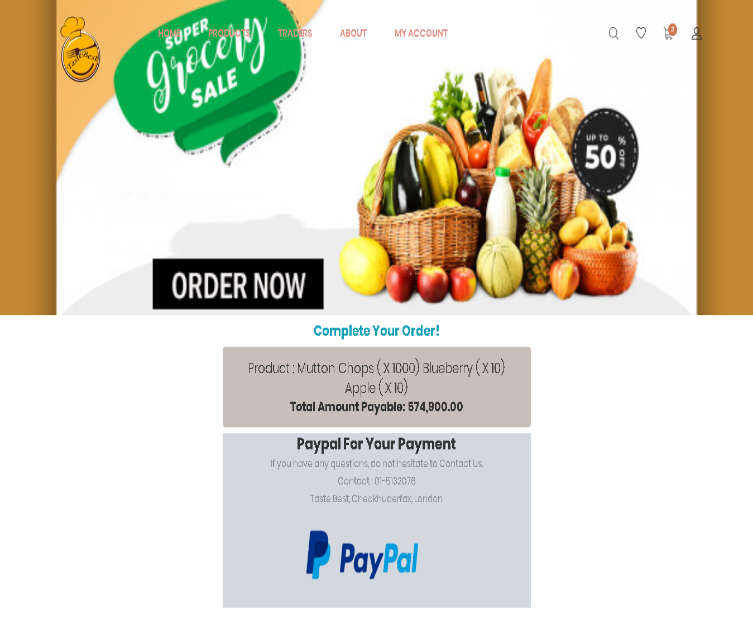 HOME PRODUCTS TRADERS ABOUT MY ACCOUNT
3
TasteBest
SUPER
Grocery
SALE
UP TO
50 % OFF
ORDER NOW
Complete Your Order!
Product : Mutton Chops ( X 1000) Blueberry ( X 10)
Apple ( X 10)
Total Amount Payable: 574,900.00
Paypal For Your Payment
If you have any questions, do not hesitate to Contact Us.
Contact : 01-5132076
Taste Best, Checkhuderfax, London
PayPal